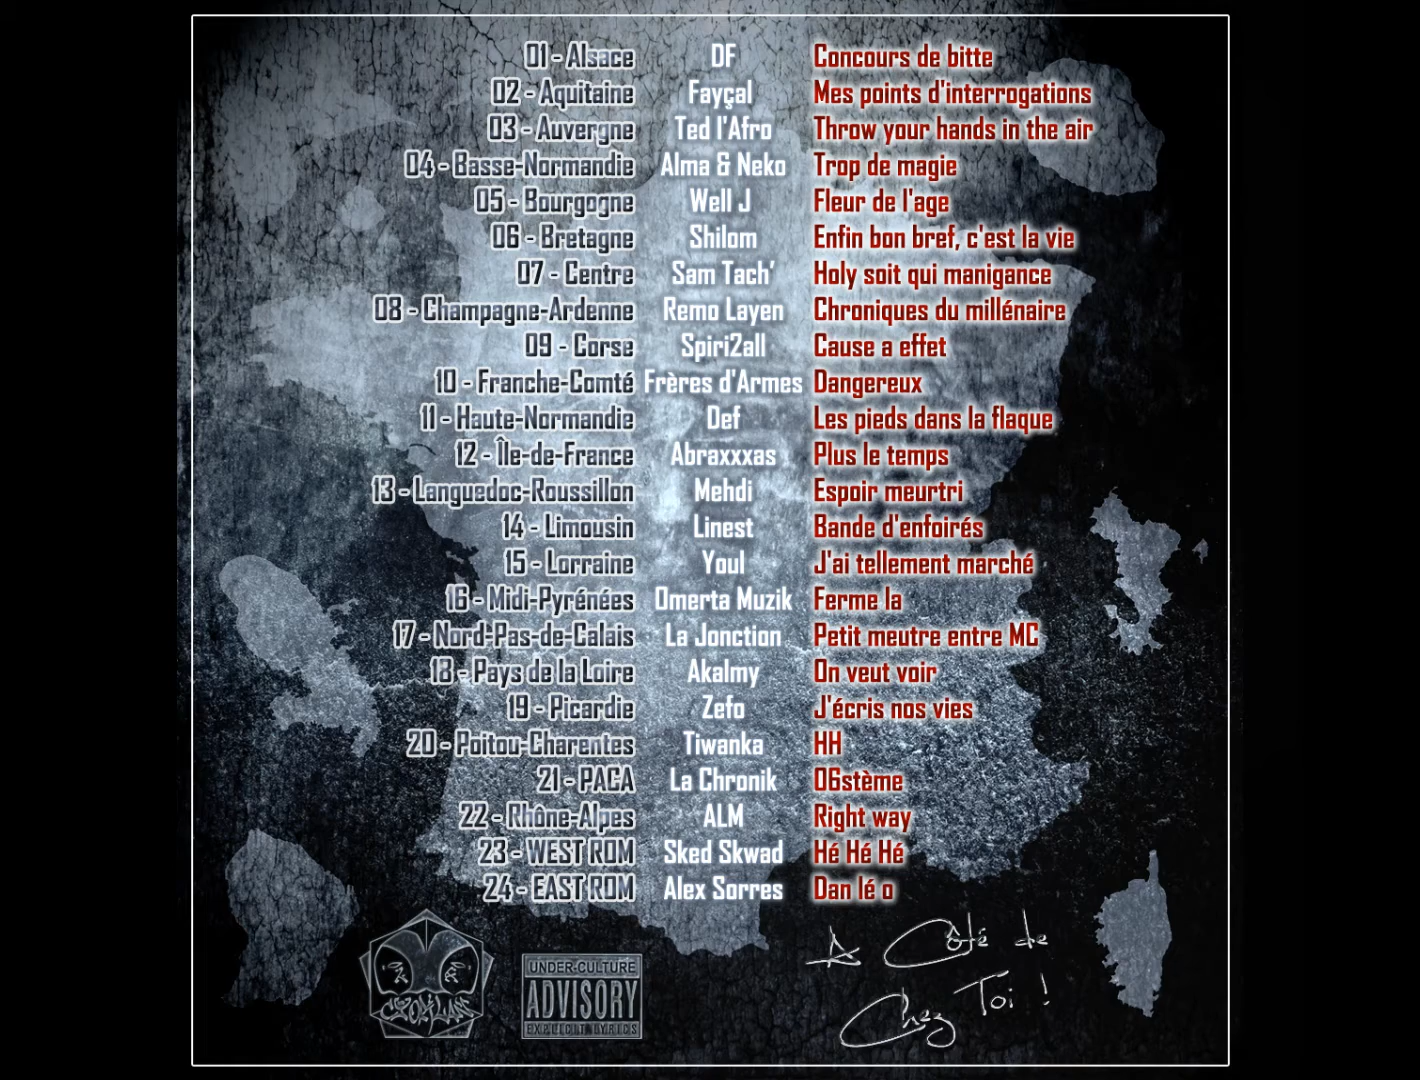 01 - Alsace DF Concours de bitte
02 - Aquitaine Fayçal Mes points d'interrogations
03 - Auvergne Ted l'Afro Throw your hands in the air
04 - Basse-Normandie Alma & Neko Trop de magie
05 - Bourgogne Well J Fleur de l'age
06 - Bretagne Shilom Enfin bon bref, c'est la vie
07 - Centre Sam Tach' Holy soit qui manigance
08 - Champagne-Ardenne Remo Layen Chroniques du millénaire
09 - Corse Spiri2all Cause a effet
10 - Franche-Comté Frères d'Armes Dangereux
11 - Haute-Normandie Def Les pieds dans la flaque
12 - Île-de-France Abraxxxas Plus le temps
13 - Languedoc-Roussillon Mehdi Espoir meurtri
14 - Limousin Linest Bande d'enfoirés
15 - Lorraine Youl J'ai tellement marché
16 - Midi-Pyrénées Omerta Muzik Ferme la
17 - Nord-Pas-de-Calais La Jonction Petit meutre entre MC
18 - Pays de la Loire Akalmy On veut voir
19 - Picardie Zefo J'écris nos vies
20 - Poitou-Charentes Tiwanka HH
21 - PACA La Chronik 06stème
22 - Rhône-Alpes ALM Right way
23 - WEST ROM Sked Skwad Hé Hé Hé
24 - EAST ROM Alex Sorres Dan lé o
UNDER-CULTURE
ADVISORY
EXPLICIT LYRICS
A Côté de
Chez Toi !